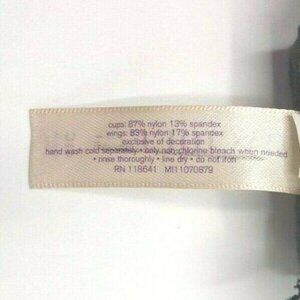 cups: 87% nylon 13% spandex
wings: 83% nylon 17% spandex
exclusive of decoration
hand wash cold separately • only non-chlorine bleach when needed
• rinse thoroughly • line dry • do not iron
RN 118641 MI11070879